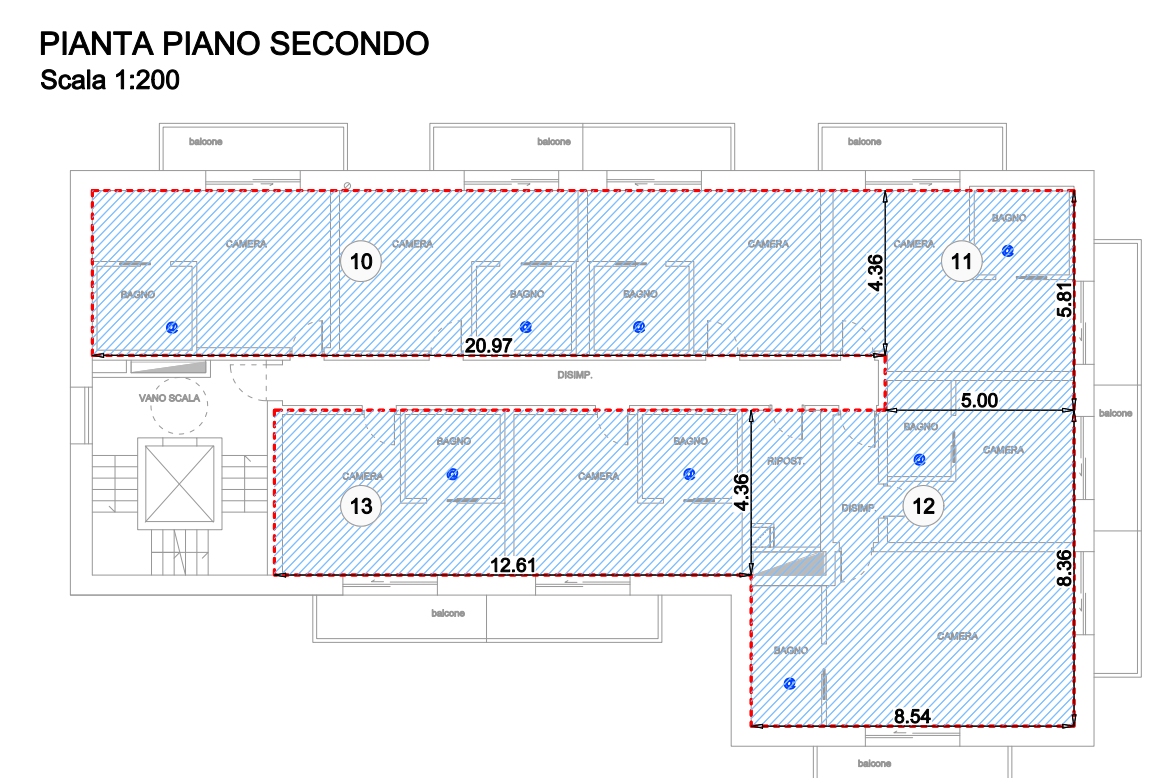 PIANTA PIANO SECONDO
Scala 1:200
balcone
balcone
balcone
CAMERA
CAMERA
CAMERA
CAMERA
BAGNO
10
11
4.36
5.81
BAGNO
BAGNO
BAGNO
20.97
DISIMP.
VANO SCALA
5.00
balcone
BAGNO
BAGNO
BAGNO
CAMERA
RIPOST.
CAMERA
CAMERA
4.36
13
12
DISIMP.
12.61
8.36
balcone
CAMERA
BAGNO
8.54
balcone